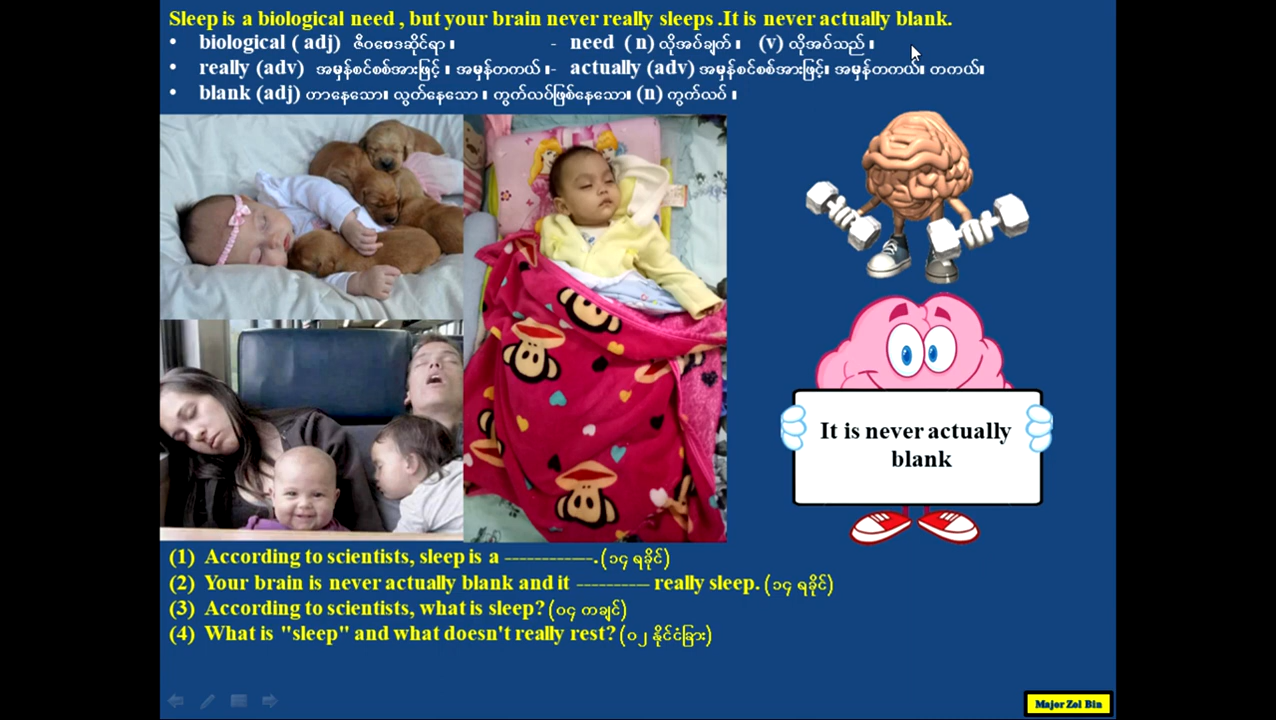 Sleep is a biological need , but your brain never really sleeps .It is never actually blank.
• biological ( adj) ဇီဝဗေဒဆိုင်ရာ ။ - need ( n) လိုအပ်ချက် ။ (v) လိုအပ်သည် ။
• really (adv) အမှန်စင်စစ်အားဖြင့် ။ အမှန်တကယ် ။ - actually (adv) အမှန်စင်စစ်အားဖြင့်။ အမှန်တကယ်။ တကယ်။
• blank (adj) ဟာနေသော။ လွတ်နေသော ။ တွက်လပ်ဖြစ်နေသော။ (n) ကွက်လပ် ။
It is never actually
blank
(1) According to scientists, sleep is a ------------. (၁၄ ရခိုင်)
(2) Your brain is never actually blank and it ---------- really sleep. (၁၄ ရခိုင်)
(3) According to scientists, what is sleep? (၀၄ ကချင်)
(4) What is "sleep" and what doesn't really rest? (၀၂ နိုင်ငံခြား)
Major Zol Bin